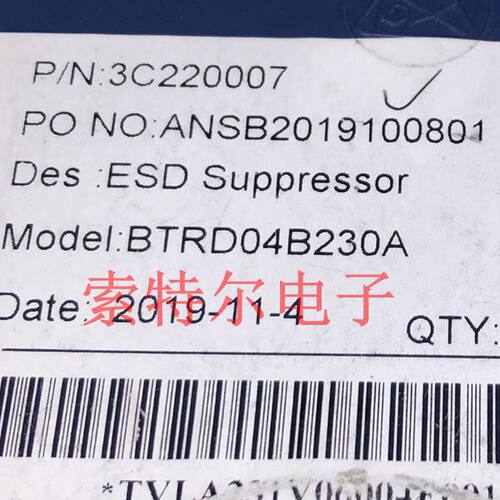 P/N:3C220007
PO NO:ANSB2019100801
Des :ESD Suppressor
Model:BTRD04B230A
Date: 2019-11-4
索特尔电子
QTY: